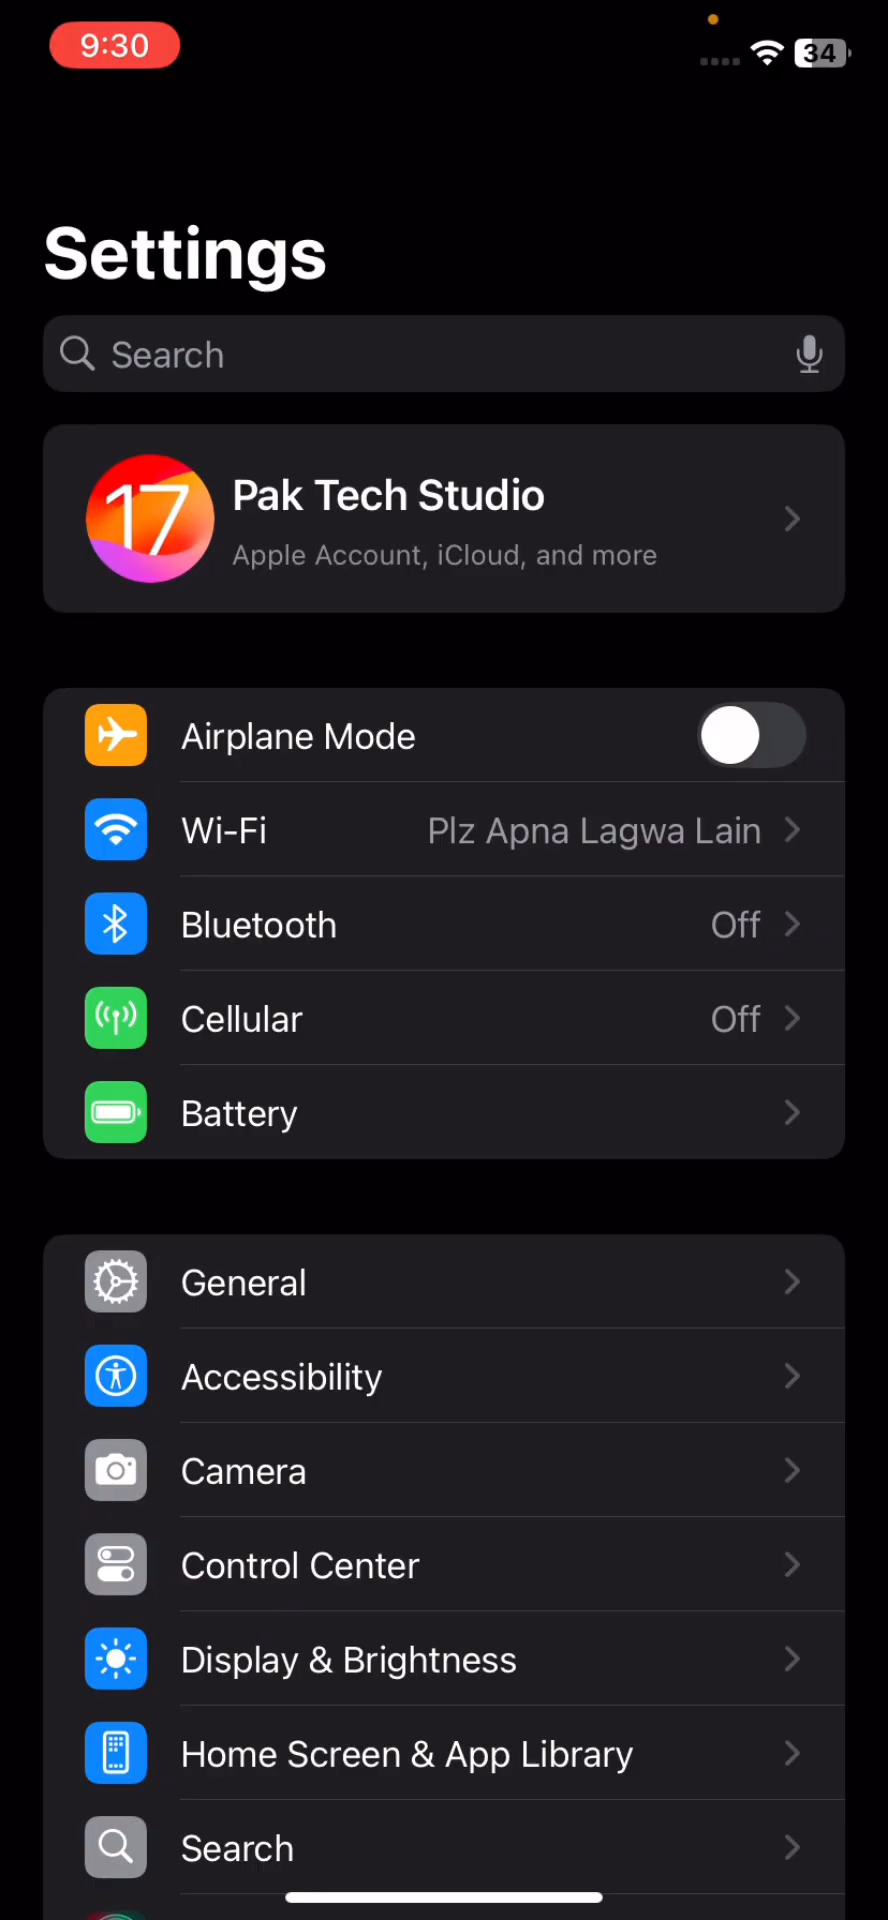 9:30
34
Settings
Search
17
Pak Tech Studio
Apple Account, iCloud, and more
Airplane Mode
Wi-Fi Plz Apna Lagwa Lain
Bluetooth Off
Cellular Off
Battery
General
Accessibility
Camera
Control Center
Display & Brightness
Home Screen & App Library
Search